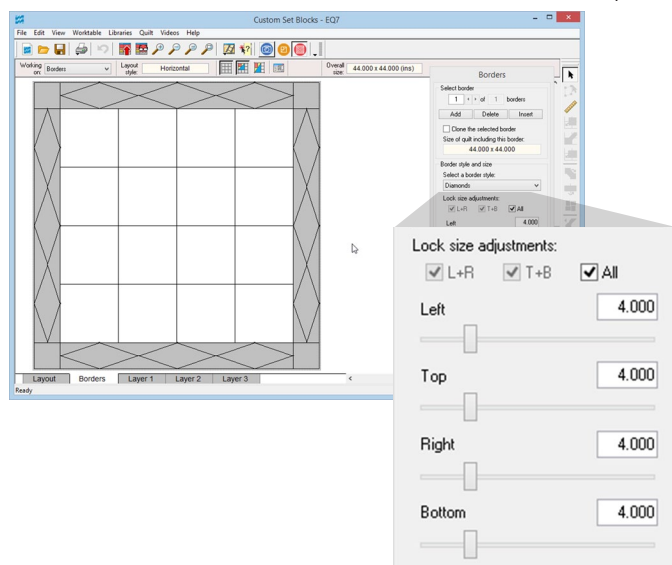 Custom Set Blocks - EQ7
File Edit View Worktable Libraries Quilt Videos Help
Working on: Borders Layout style: Horizontal Overall size: 44.000 x 44.000 (ins)
Borders
Select border
1 of 1 borders
Add Delete Insert
Clone the selected border
Size of quilt including this border:
44.000 x 44.000
Border style and size
Select a border style:
Diamonds
Lock size adjustments:
L+R T+B All
Left 4.000
Lock size adjustments:
L+R T+B All
Left 4.000
Top 4.000
Right 4.000
Bottom 4.000
Layout Borders Layer 1 Layer 2 Layer 3
Ready